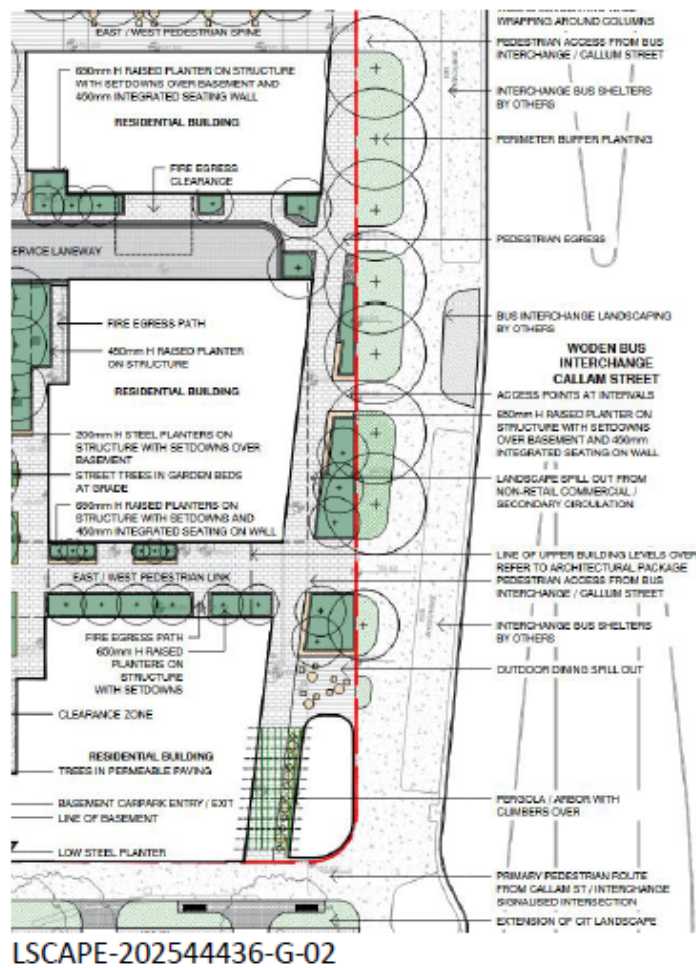 WRAPPING AROUND COLUMNS
EAST / WEST PEDESTRIAN SPINE
PEDESTRIAN ACCESS FROM BUS
INTERCHANGE / CALLUM STREET
650mm H RAISED PLANTER ON STRUCTURE
WITH SETDOWNS OVER BASEMENT AND
450mm INTEGRATED SEATING WALL
RESIDENTIAL BUILDING
INTERCHANGE BUS SHELTERS
BY OTHERS
PERIMETER BUFFER PLANTING
FIRE EGRESS
CLEARANCE
PEDESTRIAN EGRESS
SERVICE LANEWAY
FIRE EGRESS PATH
450mm H RAISED PLANTER
ON STRUCTURE
RESIDENTIAL BUILDING
BUS INTERCHANGE LANDSCAPING
BY OTHERS
WODEN BUS
INTERCHANGE
CALLAM STREET
ACCESS POINTS AT INTERVALS
650mm H RAISED PLANTER ON
STRUCTURE WITH SETDOWNS
OVER BASEMENT AND 450mm
INTEGRATED SEATING ON WALL
200mm H STEEL PLANTERS ON
STRUCTURE WITH SETDOWNS OVER
BASEMENT
STREET TREES IN GARDEN BEDS
AT GRADE
650mm H RAISED PLANTERS ON
STRUCTURE WITH SETDOWNS AND
450mm INTEGRATED SEATING ON WALL
LANDSCAPE SPILL OUT FROM
NON-RETAIL COMMERCIAL /
SECONDARY CIRCULATION
LINE OF UPPER BUILDING LEVELS OVER
REFER TO ARCHITECTURAL PACKAGE
EAST / WEST PEDESTRIAN LINK
PEDESTRIAN ACCESS FROM BUS
INTERCHANGE / CALLUM STREET
FIRE EGRESS PATH
650mm H RAISED
PLANTERS ON
STRUCTURE
WITH SETDOWNS
INTERCHANGE BUS SHELTERS
BY OTHERS
OUTDOOR DINING SPILL OUT
CLEARANCE ZONE
RESIDENTIAL BUILDING
TREES IN PERMEABLE PAVING
BASEMENT CARPARK ENTRY / EXIT
LINE OF BASEMENT
LOW STEEL PLANTER
PERGOLA / ARBOR WITH
CLIMBERS OVER
PRIMARY PEDESTRIAN ROUTE
FROM CALLAM ST / INTERCHANGE
SIGNALISED INTERSECTION
EXTENSION OF CIT LANDSCAPE
LSCAPE-202544436-G-02